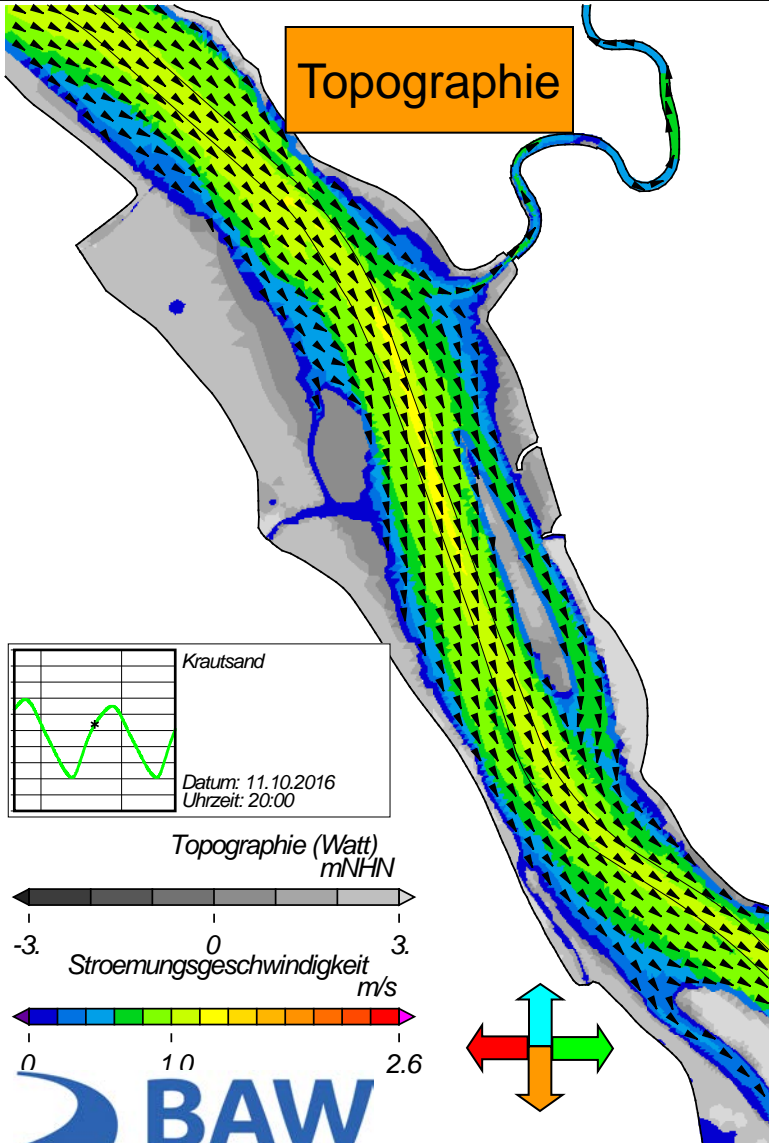 Topographie
Krautsand
Datum: 11.10.2016
Uhrzeit: 20:00
Topographie (Watt)
mNHN
-3. 0 3.
Stroemungsgeschwindigkeit
m/s
0 1.0 2.6
BAW